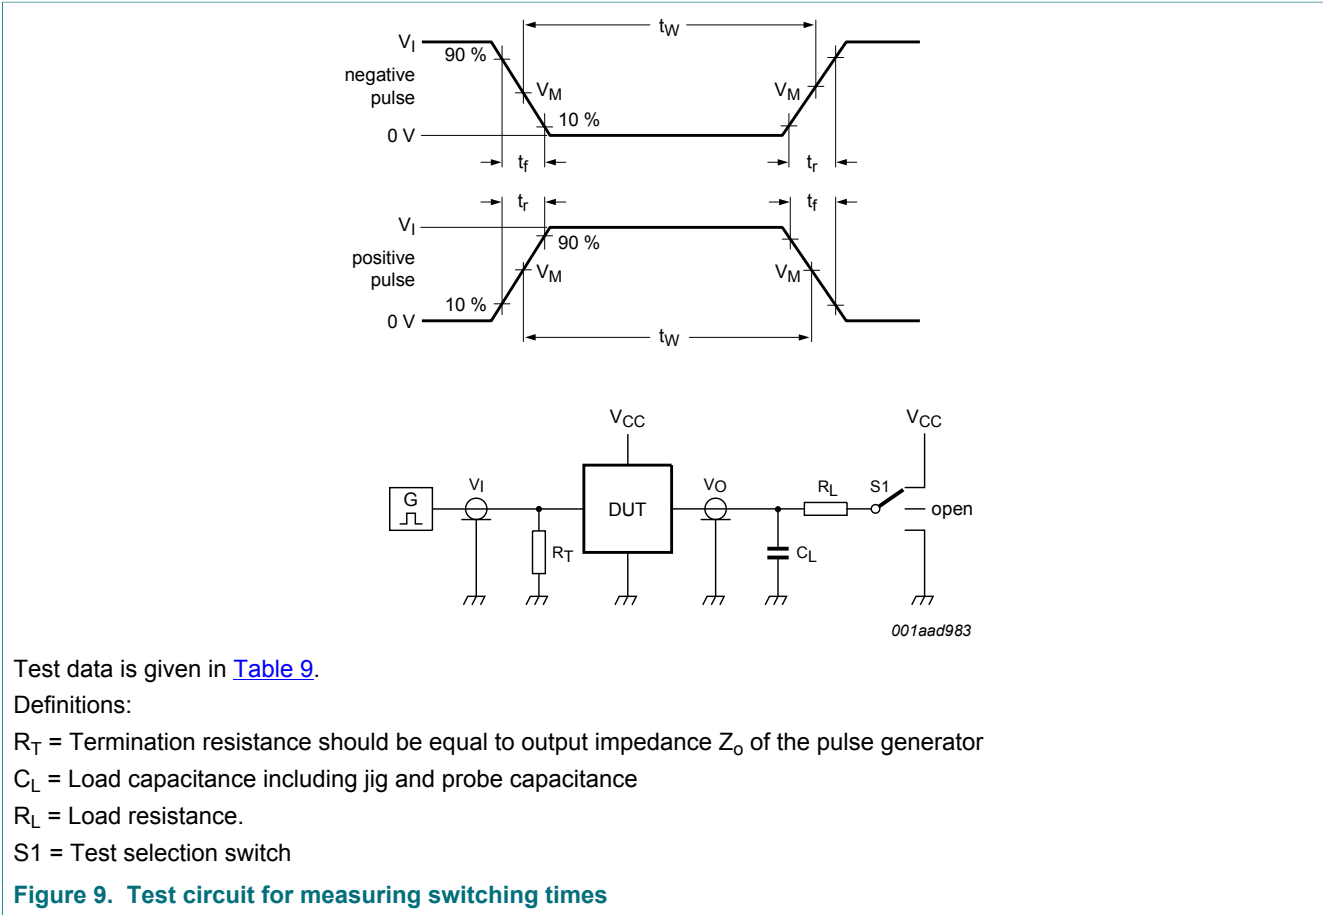 tW
VI
90 %
negative
pulse
VM
VM
10 %
0 V
tf
tr
tr
tf
VI
90 %
positive
pulse
VM
VM
10 %
0 V
tW
VCC
VCC
G
VI
DUT
VO
RL
S1
open
RT
CL
001aad983
Test data is given in Table 9.
Definitions:
RT = Termination resistance should be equal to output impedance Zo of the pulse generator
CL = Load capacitance including jig and probe capacitance
RL = Load resistance.
S1 = Test selection switch
Figure 9. Test circuit for measuring switching times